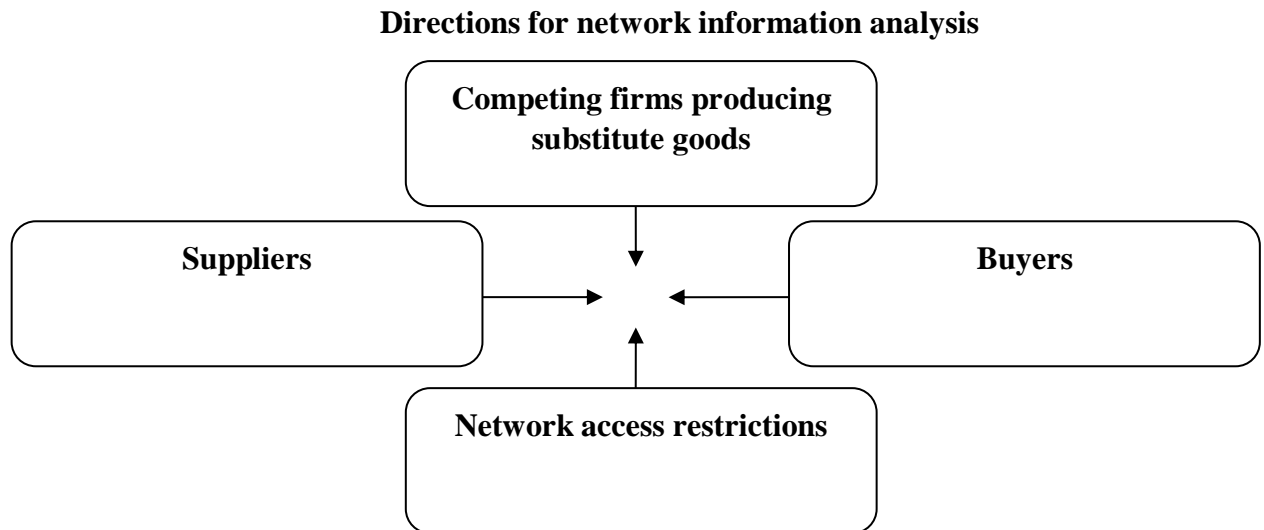 Directions for network information analysis
Competing firms producing
substitute goods
Suppliers
Buyers
Network access restrictions